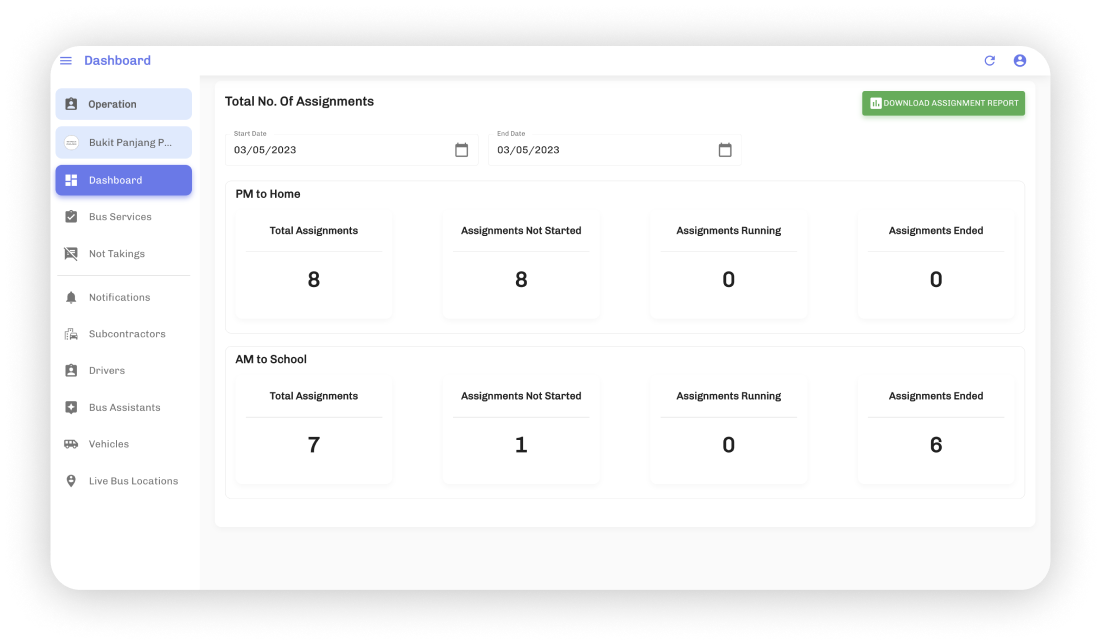 Dashboard
Operation
Bukit Panjang P...
Dashboard
Bus Services
Not Takings
Notifications
Subcontractors
Drivers
Bus Assistants
Vehicles
Live Bus Locations
Total No. Of Assignments
DOWNLOAD ASSIGNMENT REPORT
Start Date
03/05/2023
End Date
03/05/2023
PM to Home
Total Assignments
8
Assignments Not Started
8
Assignments Running
0
Assignments Ended
0
AM to School
Total Assignments
7
Assignments Not Started
1
Assignments Running
0
Assignments Ended
6